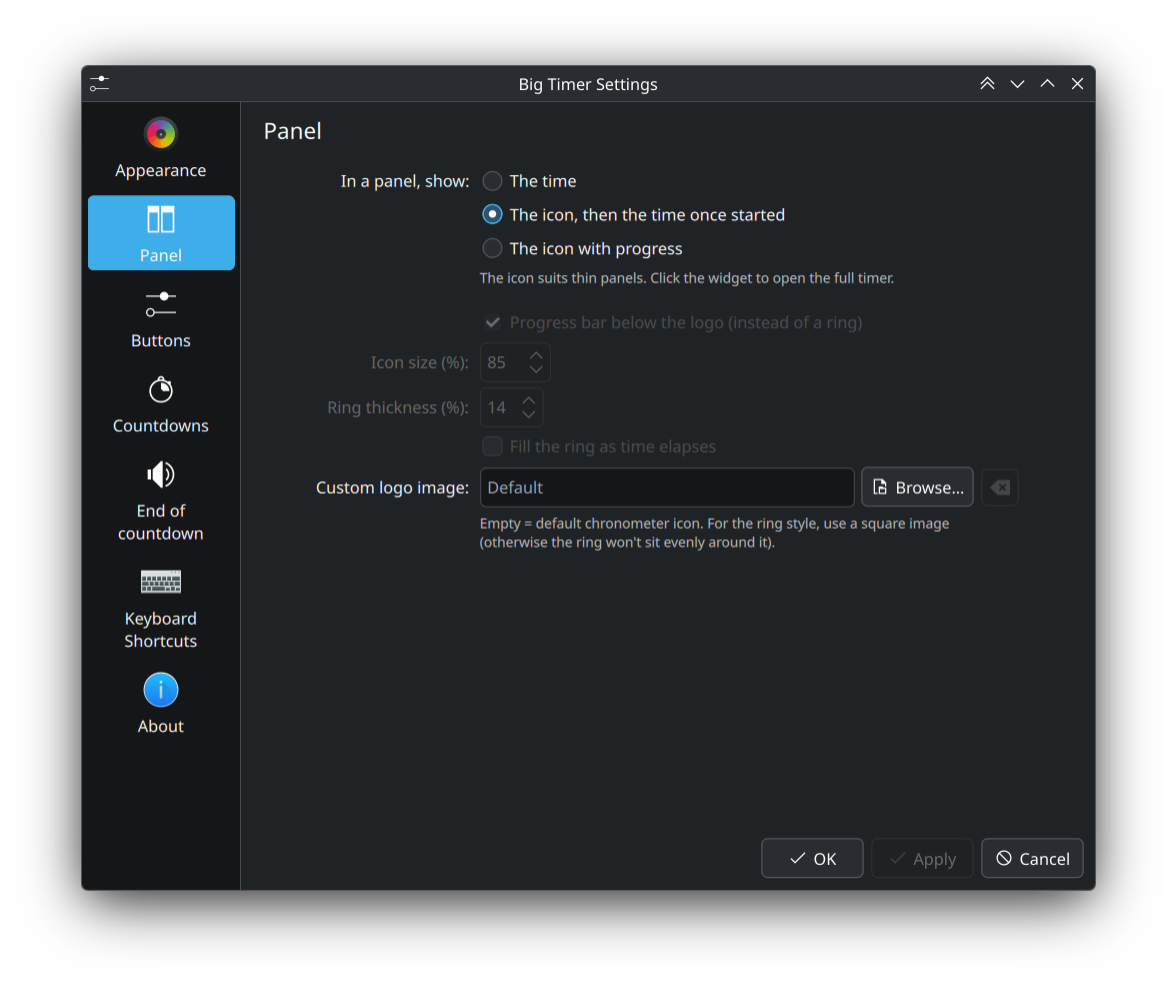 Big Timer Settings
Appearance
Panel
Buttons
Countdowns
End of
countdown
Keyboard
Shortcuts
About
Panel
In a panel, show:
The time
The icon, then the time once started
The icon with progress
The icon suits thin panels. Click the widget to open the full timer.
Progress bar below the logo (instead of a ring)
Icon size (%): 85
Ring thickness (%): 14
Fill the ring as time elapses
Custom logo image: Default Browse...
Empty = default chronometer icon. For the ring style, use a square image
(otherwise the ring won't sit evenly around it).
OK Apply Cancel